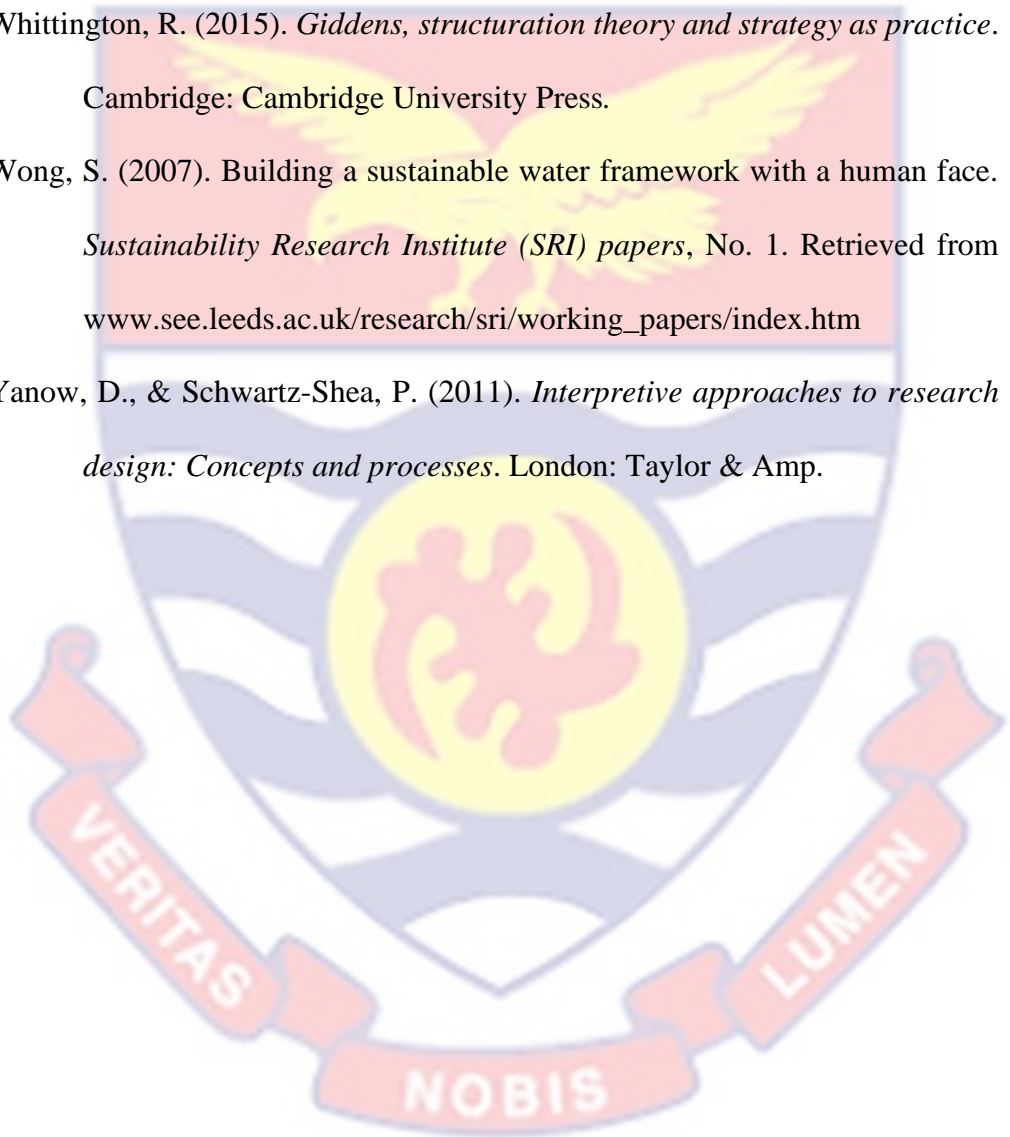 Whittington, R. (2015). Giddens, structuration theory and strategy as practice.
Cambridge: Cambridge University Press.
Wong, S. (2007). Building a sustainable water framework with a human face.
Sustainability Research Institute (SRI) papers, No. 1. Retrieved from
www.see.leeds.ac.uk/research/sri/working_papers/index.htm
Yanow, D., & Schwartz-Shea, P. (2011). Interpretive approaches to research
design: Concepts and processes. London: Taylor & Amp.
VERITAS
NOBIS
LUMEN